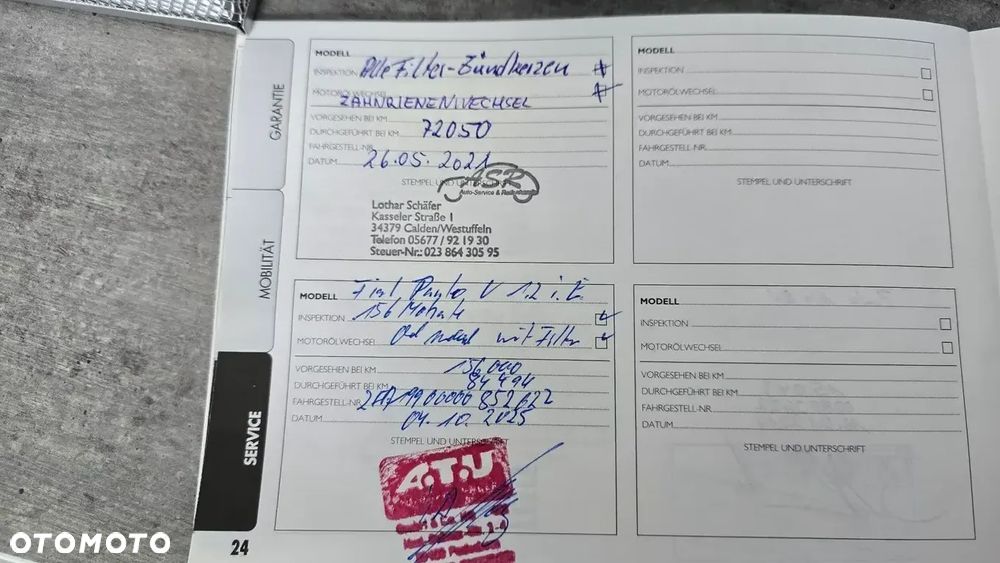 GARANTIE
MOBILITÄT
SERVICE
MODELL
Alle Filter-Zündkerzen
INSPEKTION
MOTORÖLWECHSEL
ZAHNRIEMENWECHSEL
VORGESEHEN BEI KM
DURCHGEFÜHRT BEI KM 72050
FAHRGESTELL-NR.
DATUM 26.05.2021
STEMPEL UND
ASR
Auto-Service &
Lothar Schäfer
Kasseler Straße 1
34379 Calden/Westuffeln
Telefon 05677 / 92 19 30
Steuer-Nr.: 023 864 305 95
MODELL
INSPEKTION
MOTORÖLWECHSEL
VORGESEHEN BEI KM
DURCHGEFÜHRT BEI KM
FAHRGESTELL-NR.
DATUM
STEMPEL UND UNTERSCHRIFT
MODELL Fiat Punto V 1.2 i.E.
INSPEKTION 156 Monate
MOTORÖLWECHSEL mit Filter
VORGESEHEN BEI KM 156.000
DURCHGEFÜHRT BEI KM 84494
FAHRGESTELL-NR.
DATUM 04.10.2025
STEMPEL UND UNTERSCHRIFT
A.T.U
MODELL
INSPEKTION
MOTORÖLWECHSEL
VORGESEHEN BEI KM
DURCHGEFÜHRT BEI KM
FAHRGESTELL-NR.
DATUM
STEMPEL UND UNTERSCHRIFT
24
OTOMOTO